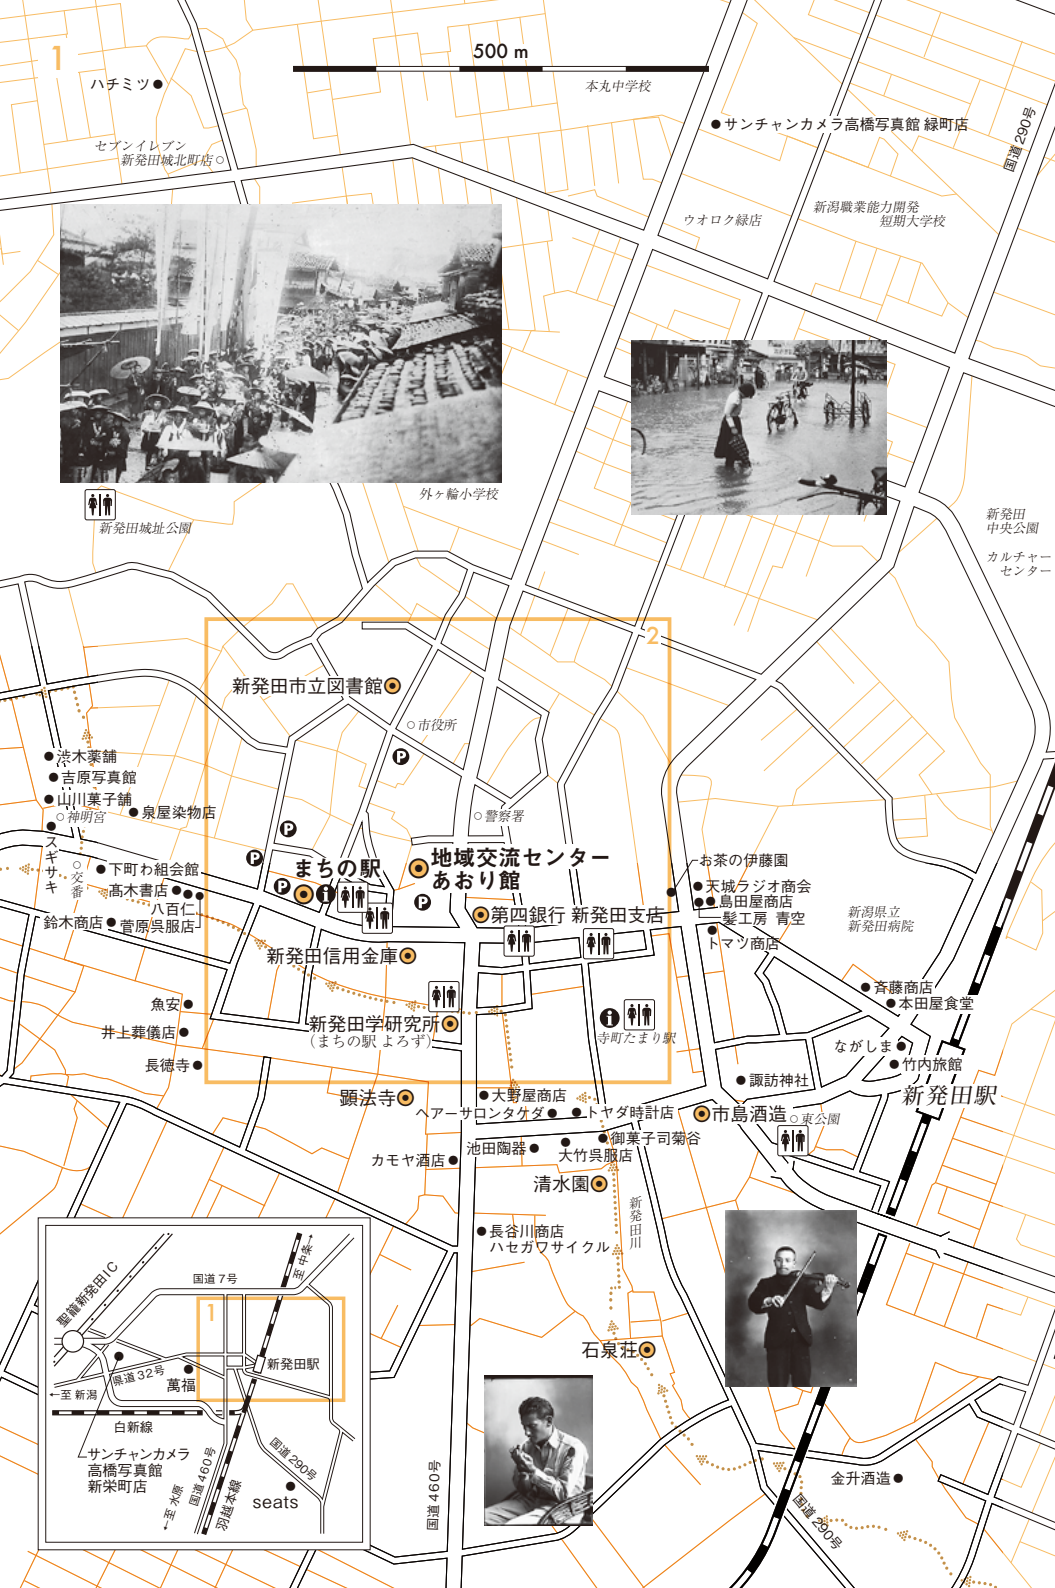 1
500 m
ハチミツ
本丸中学校
サンチャンカメラ高橋写真館 緑町店
国道290号
セブンイレブン
新発田城北町店
新潟職業能力開発
短期大学校
ウオロク緑店
外ヶ輪小学校
新発田城址公園
新発田
中央公園
カルチャー
センター
2
新発田市立図書館
市役所
P
渋木薬舗
吉原写真館
山川菓子舗
神明宮
泉屋染物店
スギサキ
交番
警察署
P
P
P
P
まちの駅
i
地域交流センター
あおり館
お茶の伊藤園
下町わ組会館
髙木書店
八百仁
鈴木商店
菅原呉服店
天城ラジオ商会
島田屋商店
髪工房 青空
トマツ商店
第四銀行 新発田支店
新潟県立
新発田病院
新発田信用金庫
斉藤商店
本田屋食堂
魚安
井上葬儀店
長徳寺
新発田学研究所
(まちの駅 よろず)
i
寺町たまり駅
ながしま
竹内旅館
諏訪神社
新発田駅
顕法寺
大野屋商店
ヘアーサロンタケダ
トヤダ時計店
市島酒造
東公園
御菓子司菊谷
池田陶器
大竹呉服店
カモヤ酒店
清水園
新発田川
長谷川商店
ハセガワサイクル
石泉荘
金升酒造
国道290号
国道460号
聖籠新発田IC
国道7号
至 中条→
1
新発田駅
県道32号
←至 新潟
萬福
白新線
サンチャンカメラ
高橋写真館
新栄町店
国道460号
国道290号
←至 水原
羽越本線
seats